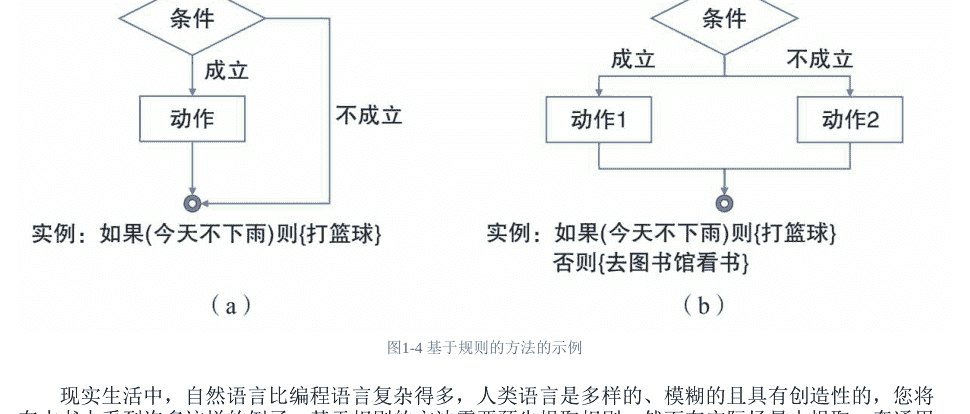 条件
成立
不成立
动作
实例：如果(今天不下雨)则{打篮球}
（a）
条件
成立
不成立
动作1
动作2
实例：如果(今天不下雨)则{打篮球}
否则{去图书馆看书}
（b）
图1-4 基于规则的方法的示例
现实生活中，自然语言比编程语言复杂得多，人类语言是多样的、模糊的且具有创造性的，您将